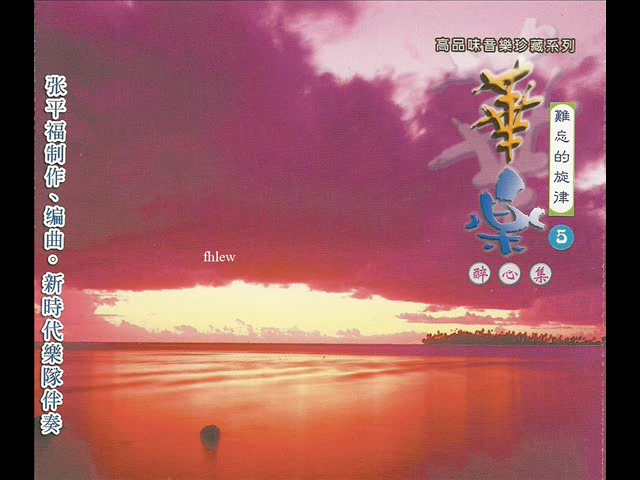 高品味音樂珍藏系列
華樂
難忘的旋律
5
醉心集
张平福制作、编曲。新時代樂隊伴奏
fhlew